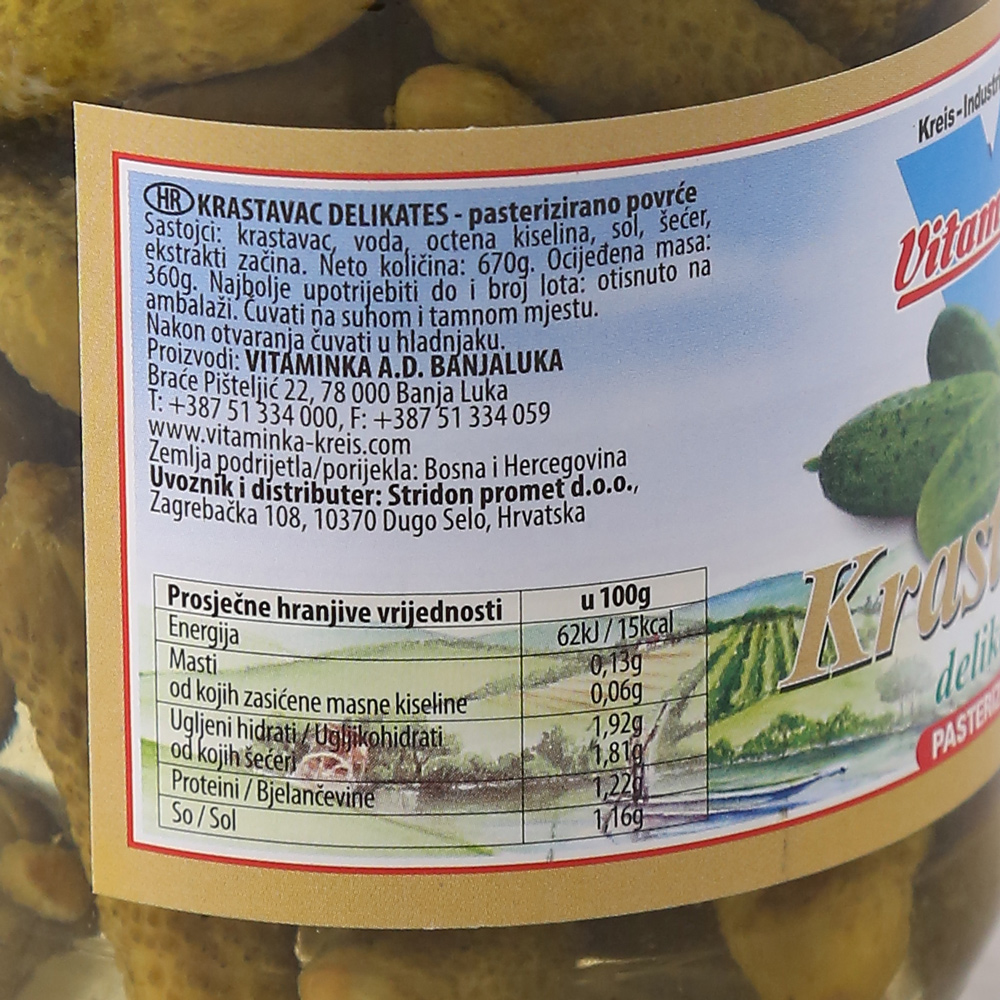 HR KRASTAVAC DELIKATES - pasterizirano povrće
Sastojci: krastavac, voda, octena kiselina, sol, šećer,
ekstrakti začina. Neto količina: 670g. Ocijeđena masa:
360g. Najbolje upotrijebiti do i broj lota: otisnuto na
ambalaži. Čuvati na suhom i tamnom mjestu.
Nakon otvaranja čuvati u hladnjaku.
Proizvodi: VITAMINKA A.D. BANJALUKA
Braće Pišteljić 22, 78 000 Banja Luka
T: +387 51 334 000, F: +387 51 334 059
www.vitaminka-kreis.com
Zemlja podrijetla/porijekla: Bosna i Hercegovina
Uvoznik i distributer: Stridon promet d.o.o.,
Zagrebačka 108, 10370 Dugo Selo, Hrvatska
Prosječne hranjive vrijednosti u 100g
Energija 62kJ / 15kcal
Masti 0,13g
od kojih zasićene masne kiseline 0,06g
Ugljeni hidrati / Ugljikohidrati 1,92g
od kojih šećeri 1,81g
Proteini / Bjelančevine 1,22g
So / Sol 1,16g
Kreis-Industri
Vitam
Kras
delik
PASTER